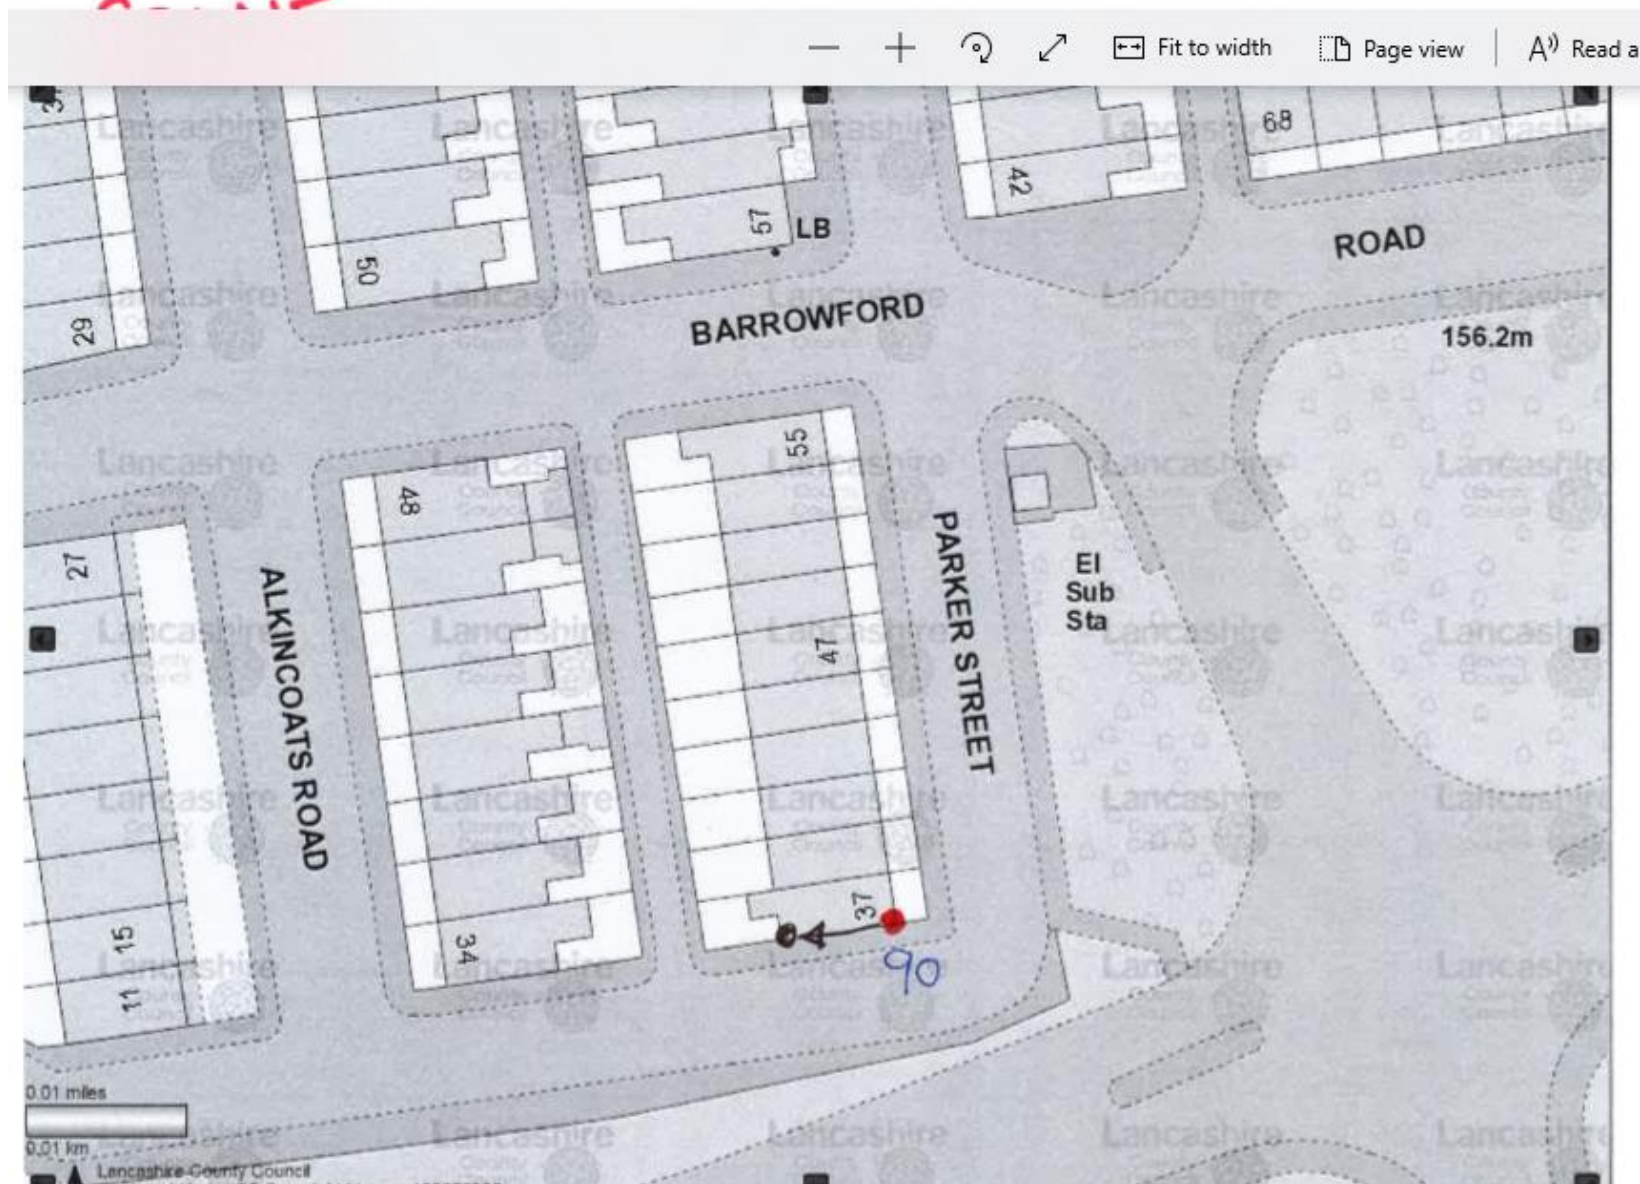 Fit to width
Page view
Read a
68
42
57
LB
ROAD
50
29
BARROWFORD
156.2m
55
48
27
El
Sub
Sta
PARKER STREET
ALKINCOATS ROAD
47
37
34
15
11
90
0.01 miles
0.01 km
Lancashire County Council